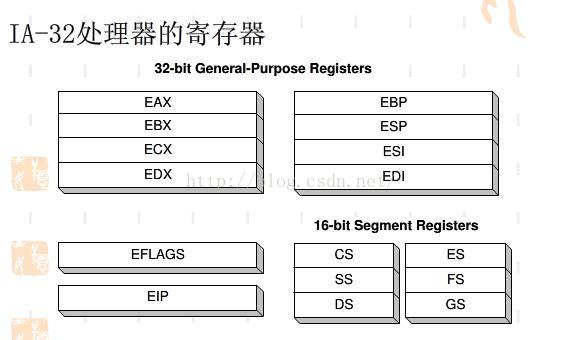 IA-32处理器的寄存器
32-bit General-Purpose Registers
EAX
EBX
ECX
EDX
EBP
ESP
ESI
EDI
http://blog.csdn.net/
16-bit Segment Registers
EFLAGS
EIP
CS
SS
DS
ES
FS
GS